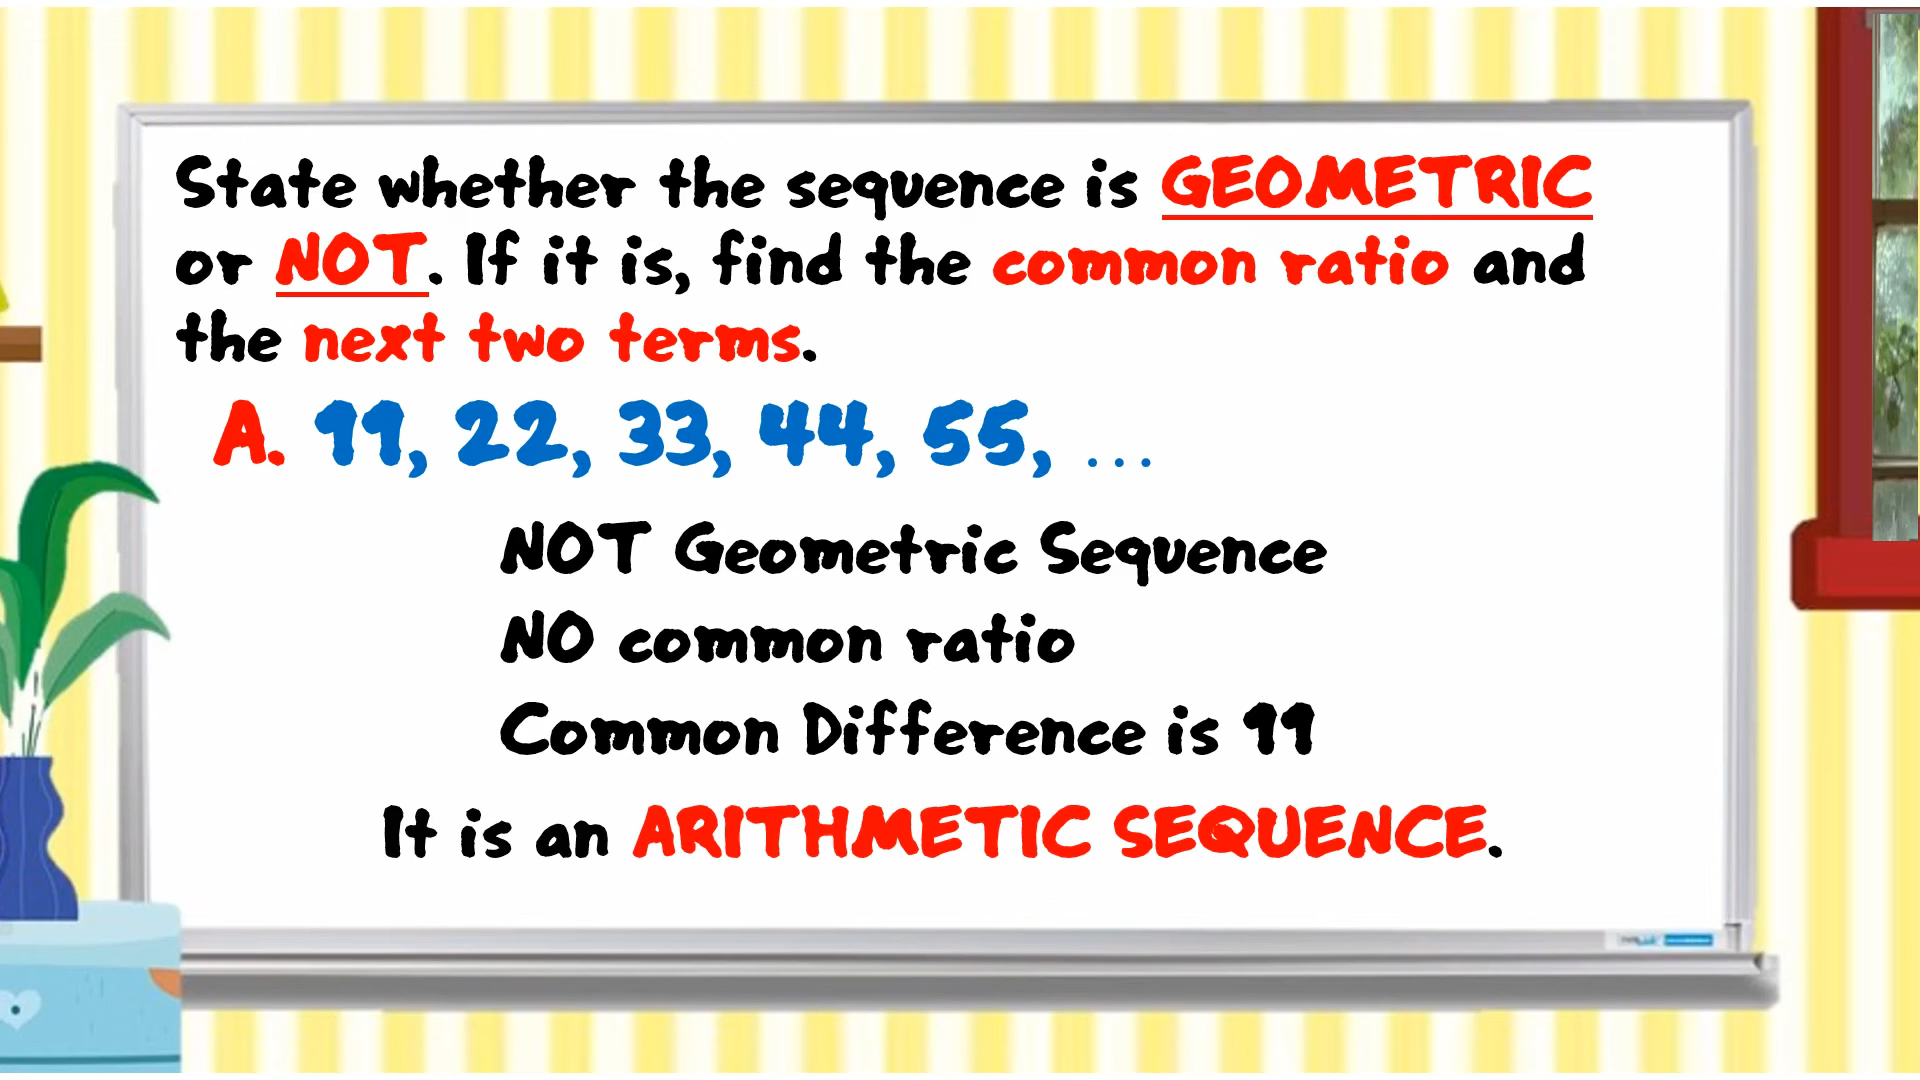 State whether the sequence is GEOMETRIC
or NOT. If it is, find the common ratio and
the next two terms.
A. 11, 22, 33, 44, 55, ...
NOT Geometric Sequence
NO common ratio
Common Difference is 11
It is an ARITHMETIC SEQUENCE.